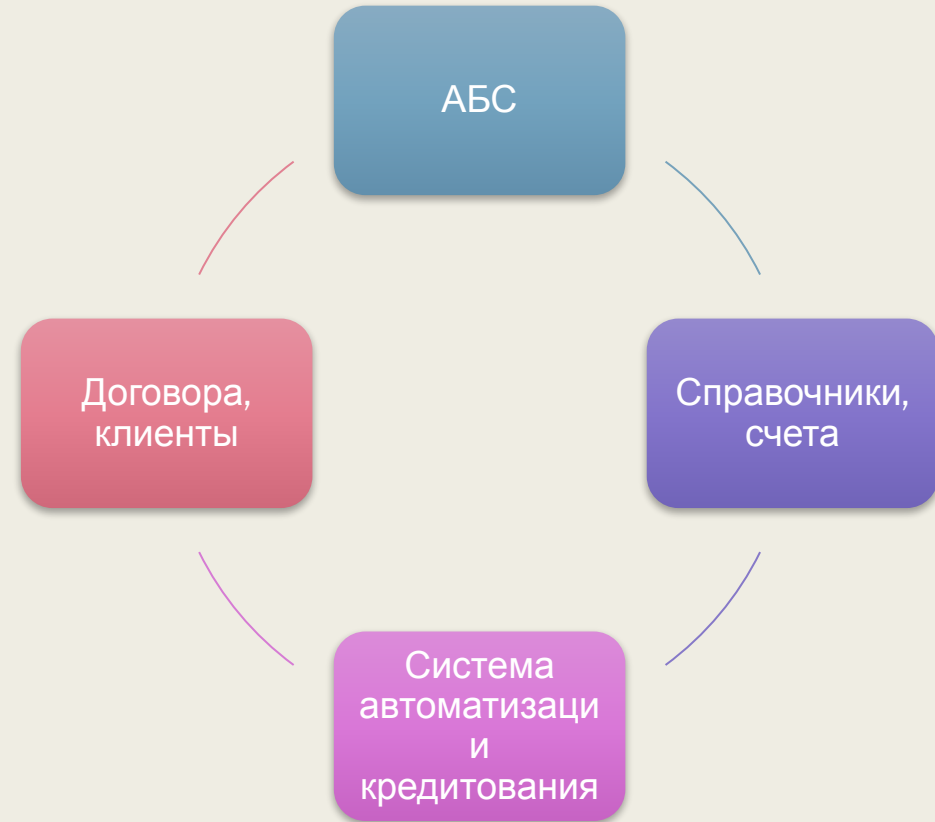 АБС
Договора,
клиенты
Справочники,
счета
Система
автоматизаци
и
кредитования